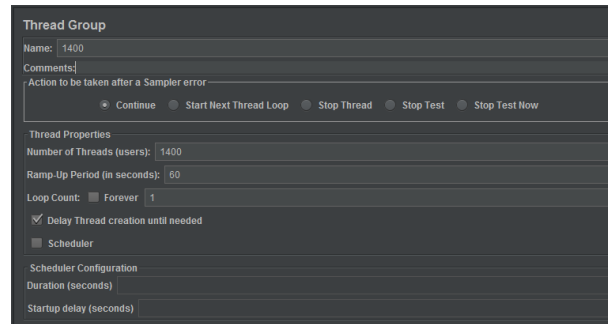 Thread Group
Name: 1400
Comments:
Action to be taken after a Sampler error
Continue Start Next Thread Loop Stop Thread Stop Test Stop Test Now
Thread Properties
Number of Threads (users): 1400
Ramp-Up Period (in seconds): 60
Loop Count: Forever 1
Delay Thread creation until needed
Scheduler
Scheduler Configuration
Duration (seconds)
Startup delay (seconds)